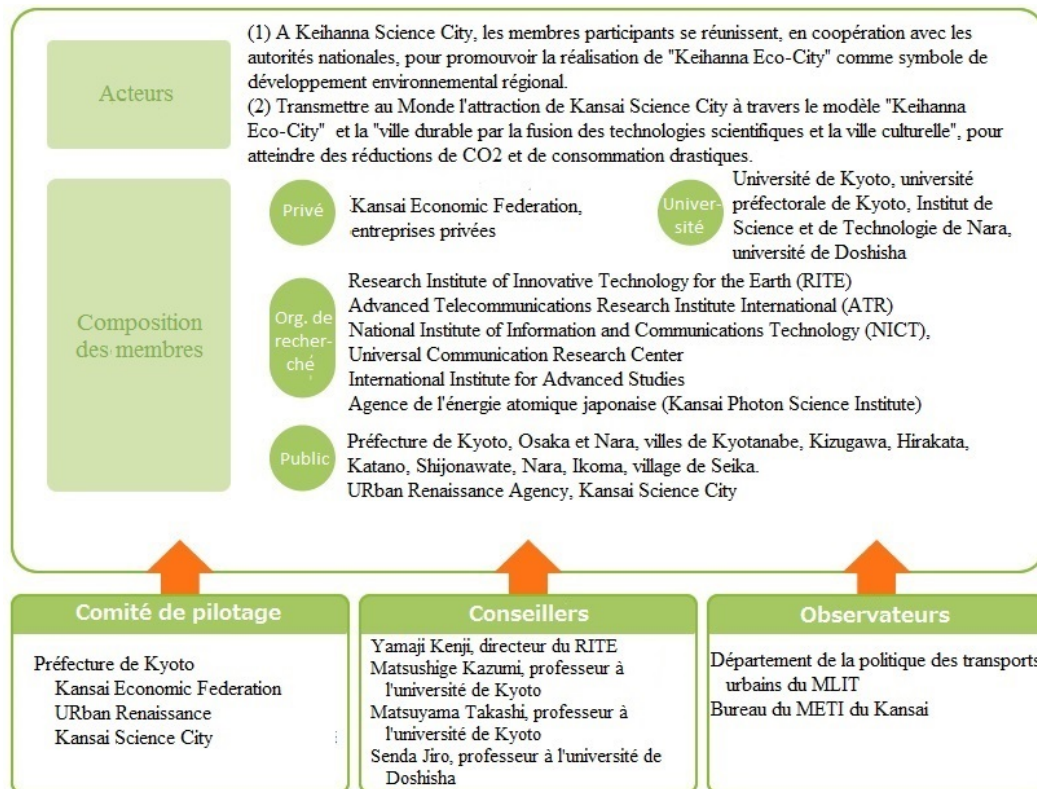 Acteurs
(1) A Keihanna Science City, les membres participants se réunissent, en coopération avec les
autorités nationales, pour promouvoir la réalisation de "Keihanna Eco-City" comme symbole de
développement environnemental régional.
(2) Transmettre au Monde l'attraction de Kansai Science City à travers le modèle "Keihanna
Eco-City" et la "ville durable par la fusion des technologies scientifiques et la ville culturelle", pour
atteindre des réductions de CO2 et de consommation drastiques.
Composition
des membres
Privé
Kansai Economic Federation,
entreprises privées
Univer-
sité
Université de Kyoto, université
préfectorale de Kyoto, Institut de
Science et de Technologie de Nara,
université de Doshisha
Org. de
recher-
ché
Research Institute of Innovative Technology for the Earth (RITE)
Advanced Telecommunications Research Institute International (ATR)
National Institute of Information and Communications Technology (NICT),
Universal Communication Research Center
International Institute for Advanced Studies
Agence de l'énergie atomique japonaise (Kansai Photon Science Institute)
Public
Préfecture de Kyoto, Osaka et Nara, villes de Kyotanabe, Kizugawa, Hirakata,
Katano, Shijonawate, Nara, Ikoma, village de Seika.
URban Renaissance Agency, Kansai Science City
Comité de pilotage
Préfecture de Kyoto
Kansai Economic Federation
URban Renaissance
Kansai Science City
Conseillers
Yamaji Kenji, directeur du RITE
Matsushige Kazumi, professeur à
l'université de Kyoto
Matsuyama Takashi, professeur à
l'université de Kyoto
Senda Jiro, professeur à l'université de
Doshisha
Observateurs
Département de la politique des transports
urbains du MLIT
Bureau du METI du Kansai